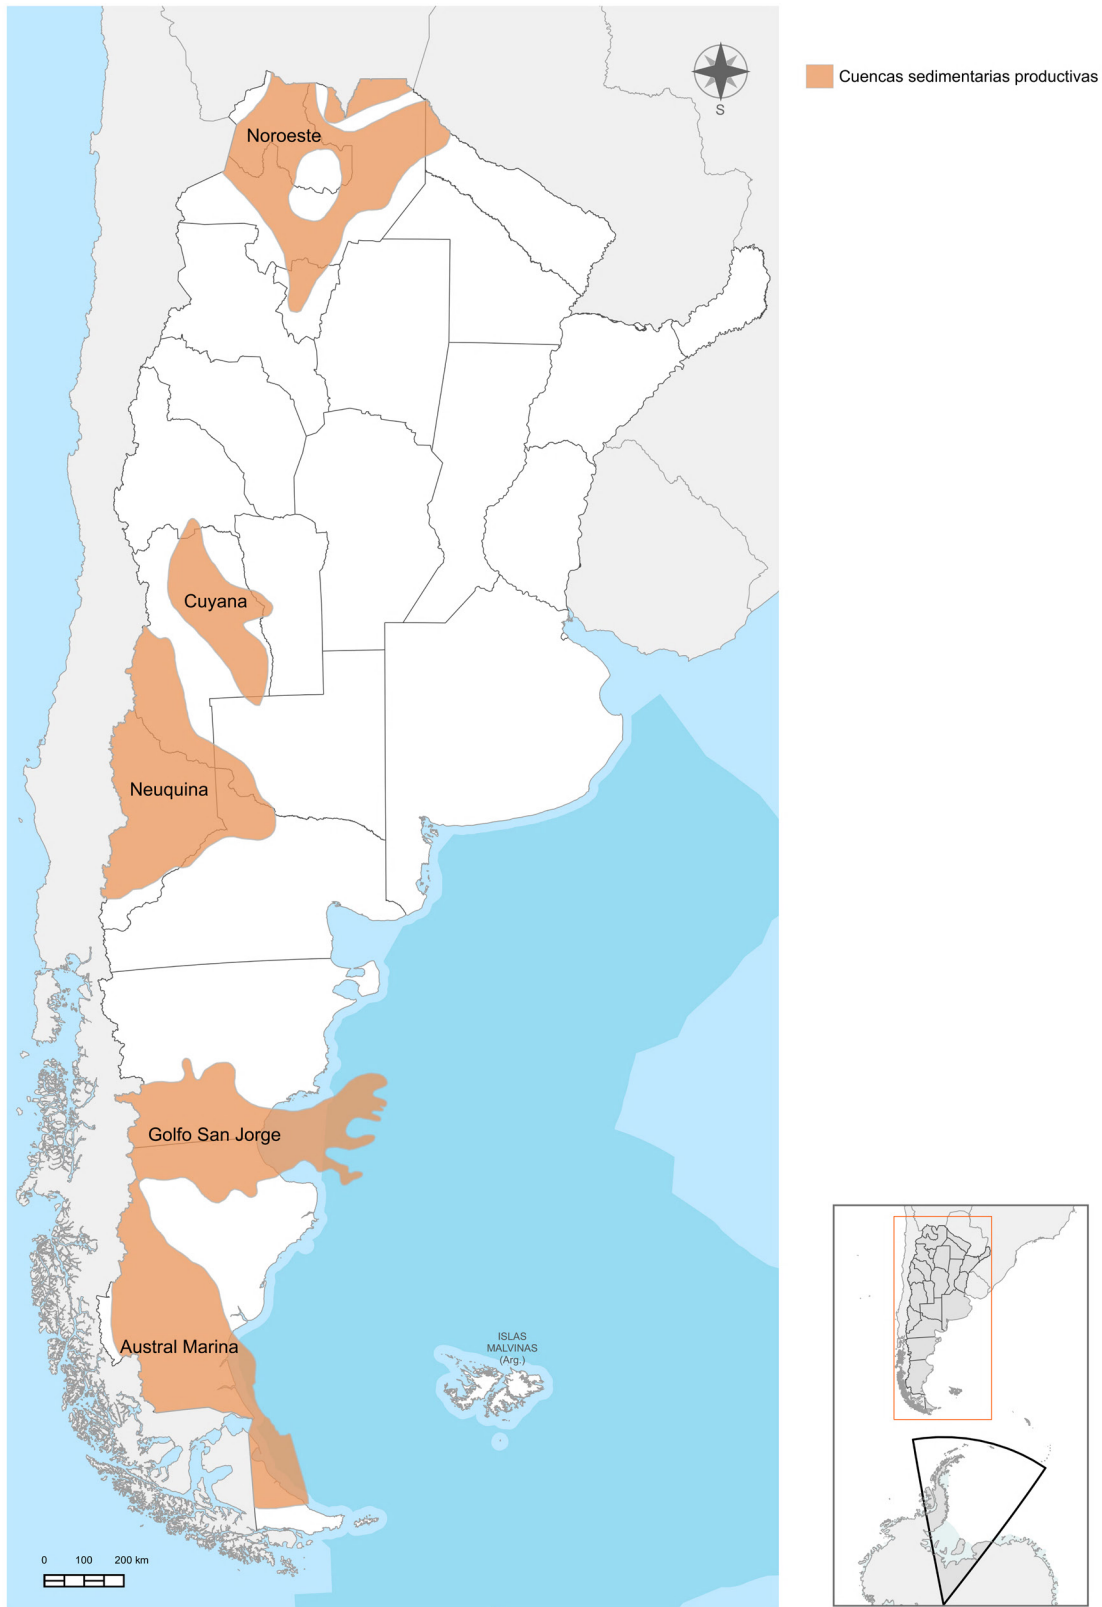 Cuencas sedimentarias productivas
S
Noroeste
Cuyana
Neuquina
Golfo San Jorge
Austral Marina
ISLAS
MALVINAS
(Arg.)
0 100 200 km